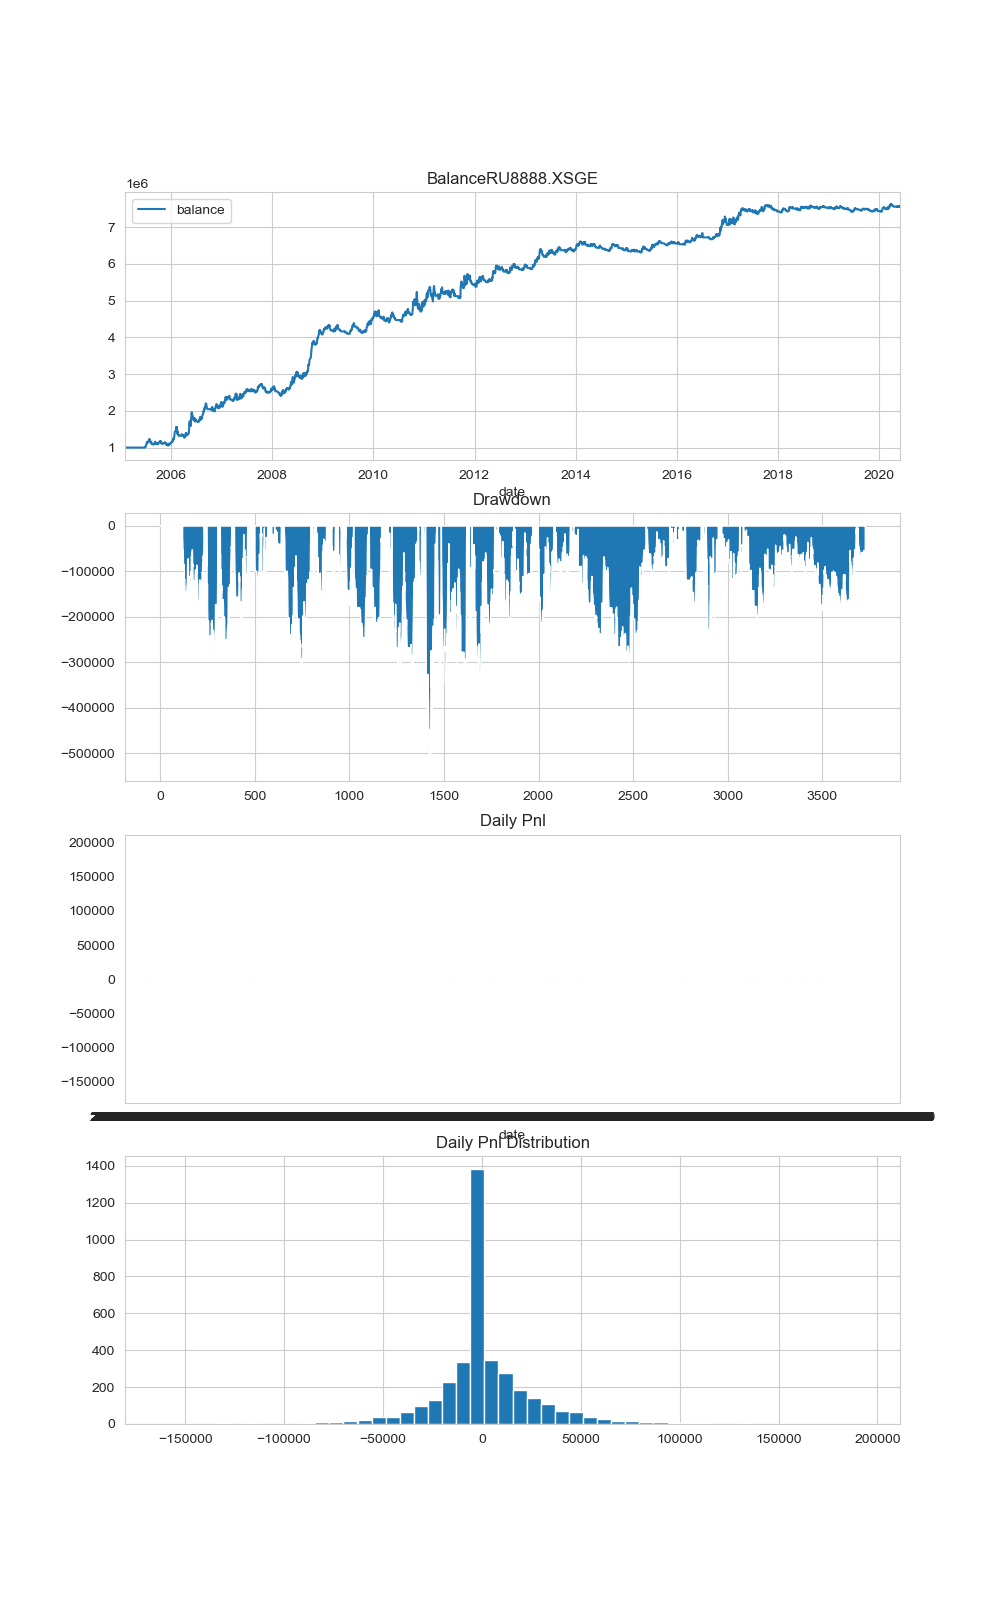 BalanceRU8888.XSGE
1e6
balance
7
6
5
4
3
2
1
2006 2008 2010 2012 2014 2016 2018 2020
date
Drawdown
0
−100000
−200000
−300000
−400000
−500000
0 500 1000 1500 2000 2500 3000 3500
Daily Pnl
200000
150000
100000
50000
0
−50000
−100000
−150000
date
Daily Pnl Distribution
1400
1200
1000
800
600
400
200
0
−150000 −100000 −50000 0 50000 100000 150000 200000